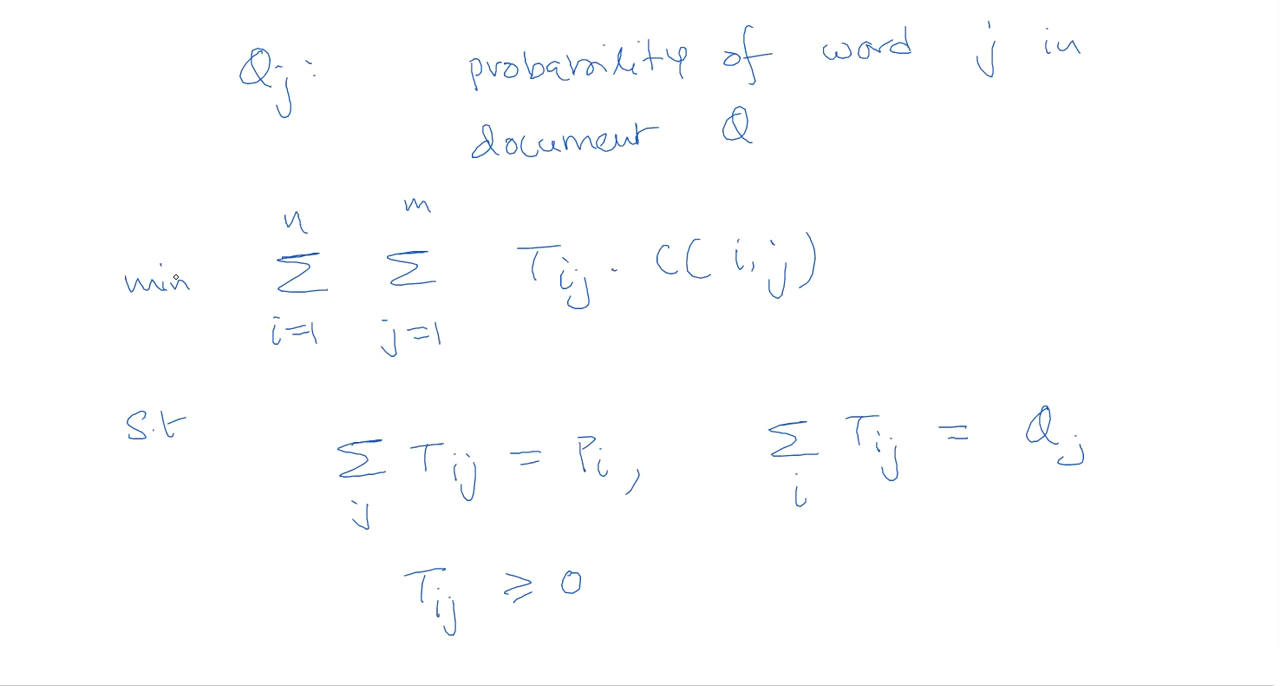 Qj: probability of word j in
document Q
n m
min Σ Σ Tij . C(i,j)
i=1 j=1
s.t Σ Tij = Pi, Σ Tij = Qj
j i
Tij ≥ 0